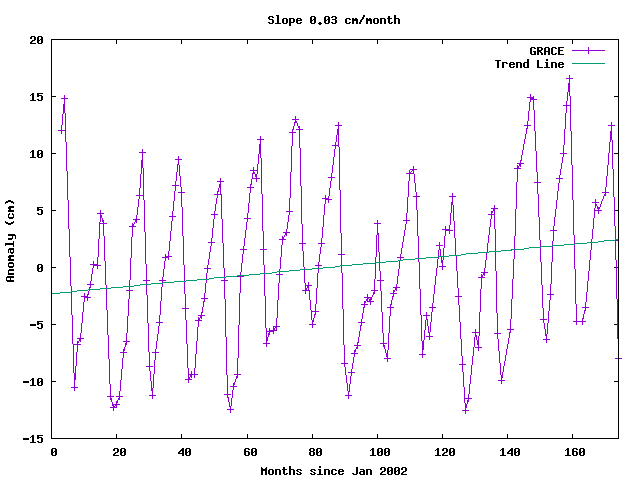 Slope 0.03 cm/month
GRACE
Trend Line
20
15
10
5
0
-5
-10
-15
Anomaly (cm)
0 20 40 60 80 100 120 140 160
Months since Jan 2002